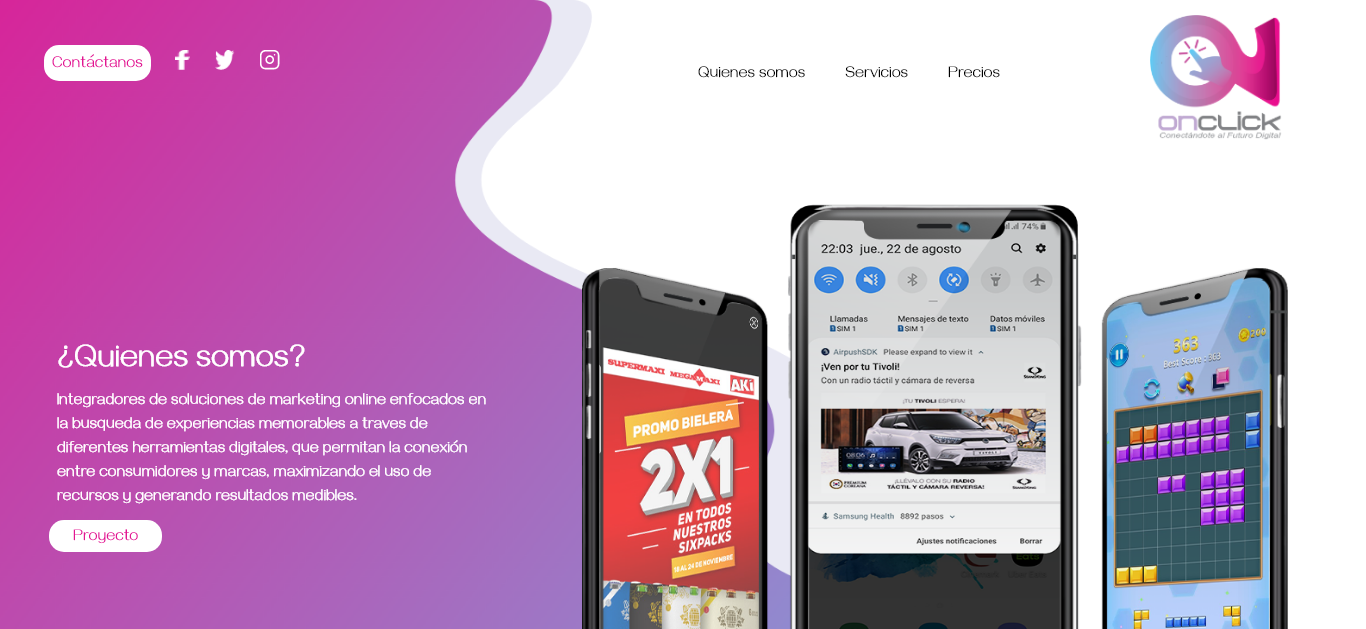 Contáctanos
Quienes somos
Servicios
Precios
onCLICK
Conectándote al Futuro Digital
¿Quienes somos?
Integradores de soluciones de marketing online enfocados en
la busqueda de experiencias memorables a traves de
diferentes herramientas digitales, que permitan la conexión
entre consumidores y marcas, maximizando el uso de
recursos y generando resultados medibles.
Proyecto
SUPERMAXI MEGAMAXI AKí
PROMO BIELERA
2X1
EN TODOS
NUESTROS
SIXPACKS
18 AL 24 DE NOVIEMBRE
74%
22:03 jue., 22 de agosto
Llamadas Mensajes de texto Datos móviles
SIM 1 SIM 1 SIM 1
AirpushSDK Please expand to view it
¡Ven por tu Tivoli!
Con un radio táctil y cámara de reversa
SSANGYONG
¡TU TIVOLI ESPERA!
08:06
PREMIUM
COREANA
¡LLÉVALO CON SU RADIO
TÁCTIL Y CÁMARA REVERSA!
SSANGYONG
Samsung Health 8892 pasos
Ajustes notificaciones Borrar
363
200
Best Score: 363